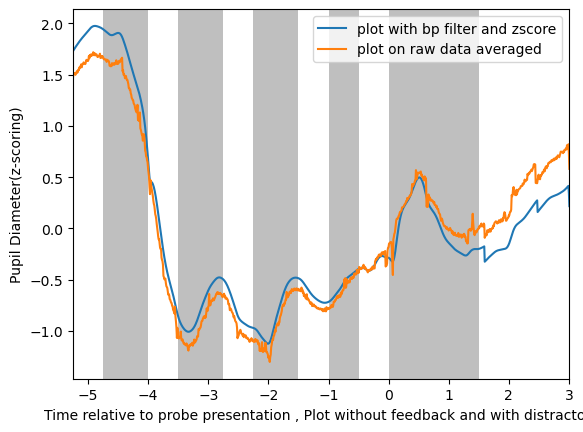 plot with bp filter and zscore
plot on raw data averaged
2.0
1.5
1.0
0.5
0.0
−0.5
−1.0
Pupil Diameter(z-scoring)
−5 −4 −3 −2 −1 0 1 2 3
Time relative to probe presentation , Plot without feedback and with distracto